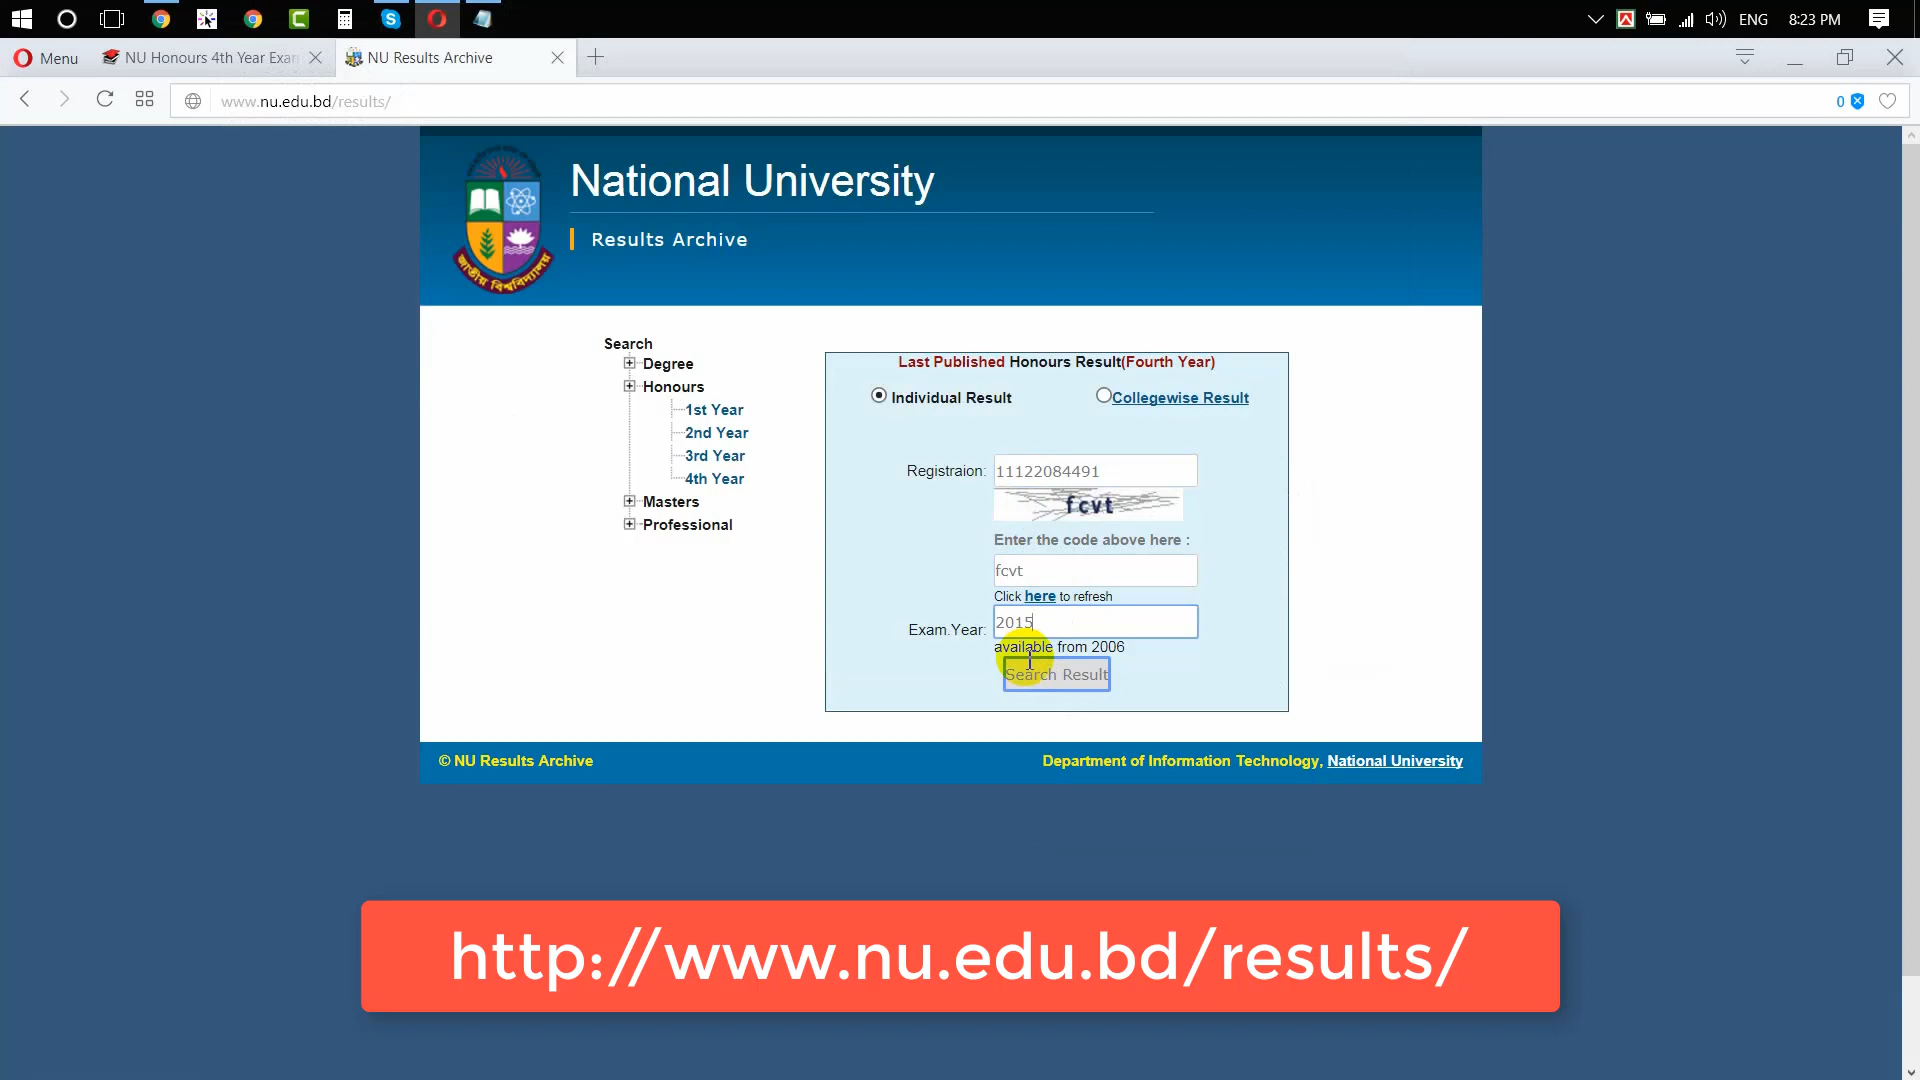 ENG
8:23 PM
Menu
NU Honours 4th Year Exam
NU Results Archive
www.nu.edu.bd/results/
0
National University
Results Archive
জাতীয় বিশ্ববিদ্যালয়
Search
Degree
Honours
1st Year
2nd Year
3rd Year
4th Year
Masters
Professional
Last Published Honours Result(Fourth Year)
Individual Result
Collegewise Result
Registraion: 11122084491
fcvt
Enter the code above here :
fcvt
Click here to refresh
Exam.Year: 2015
available from 2006
Search Result
© NU Results Archive
Department of Information Technology, National University
http://www.nu.edu.bd/results/